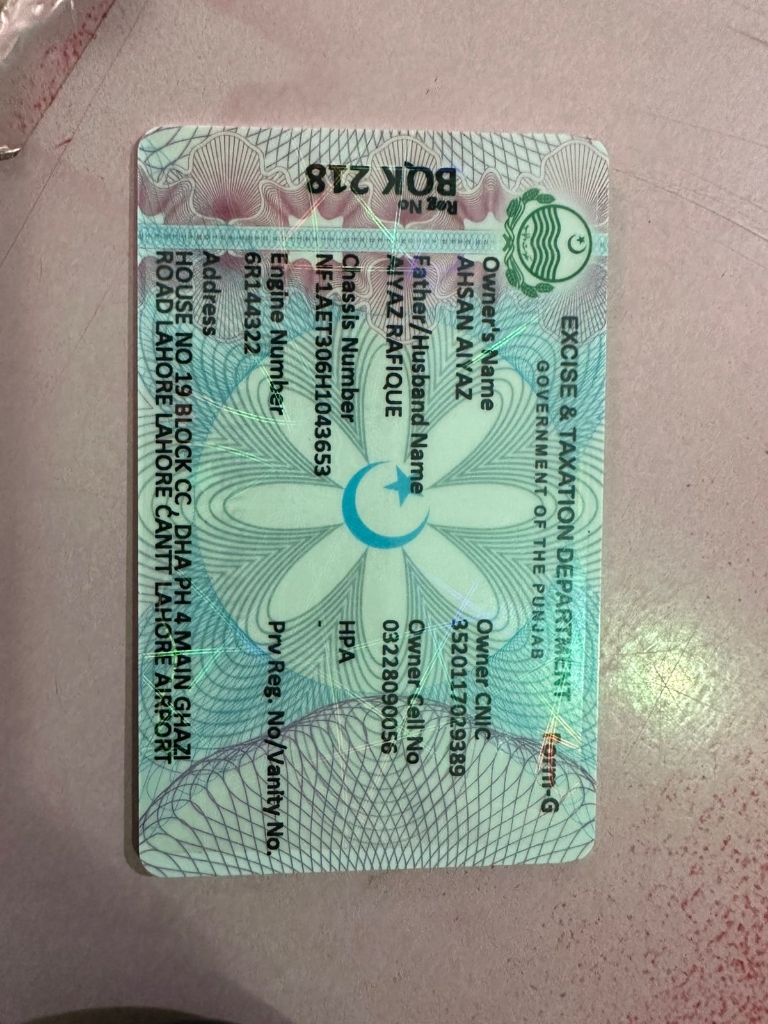 EXCISE & TAXATION DEPARTMENT
GOVERNMENT OF THE PUNJAB
Form-G
Reg No
BQK 218
Owner's Name
AHSAN AIYAZ
Owner CNIC
3520117029389
Father/Husband Name
AIYAZ RAFIQUE
Owner Cell No
03228090056
Chassis Number
NF1AET306H1043653
HPA
-
Engine Number
6R144322
Prv Reg. No/Vanity No.
Address
HOUSE NO 19 BLOCK CC , DHA PH 4 MAIN GHAZI
ROAD LAHORE LAHORE CANTT LAHORE AIRPORT